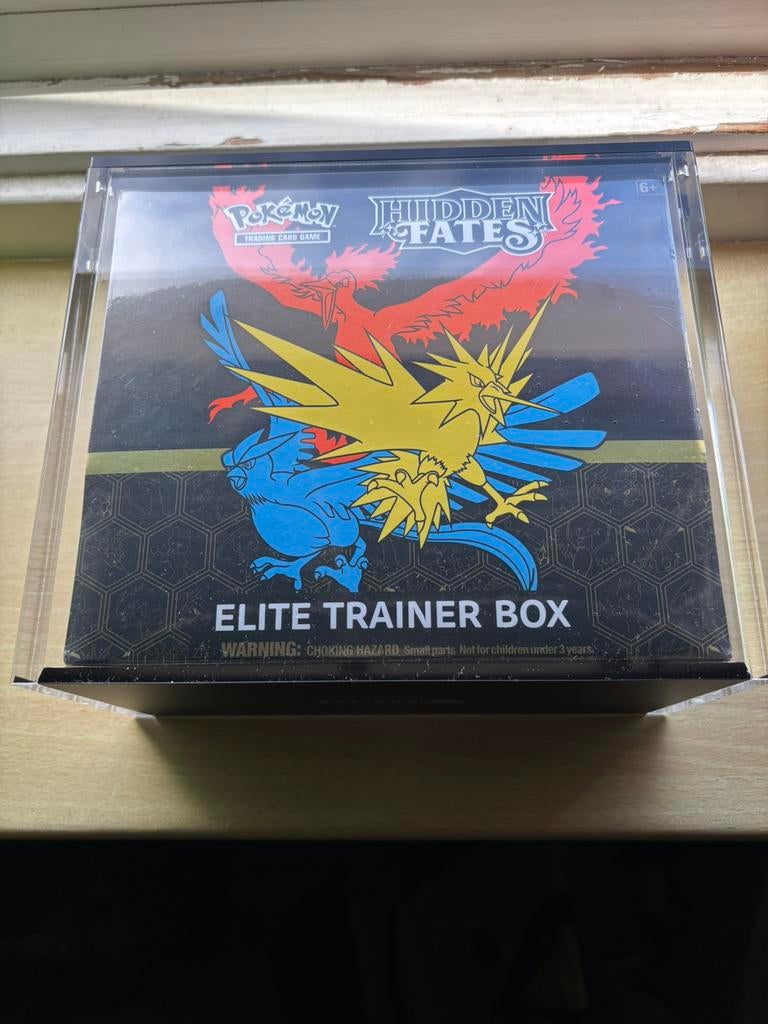 6+
POKéMON
TRADING CARD GAME
HIDDEN
FATES
ELITE TRAINER BOX
WARNING: CHOKING HAZARD. Small parts. Not for children under 3 years.